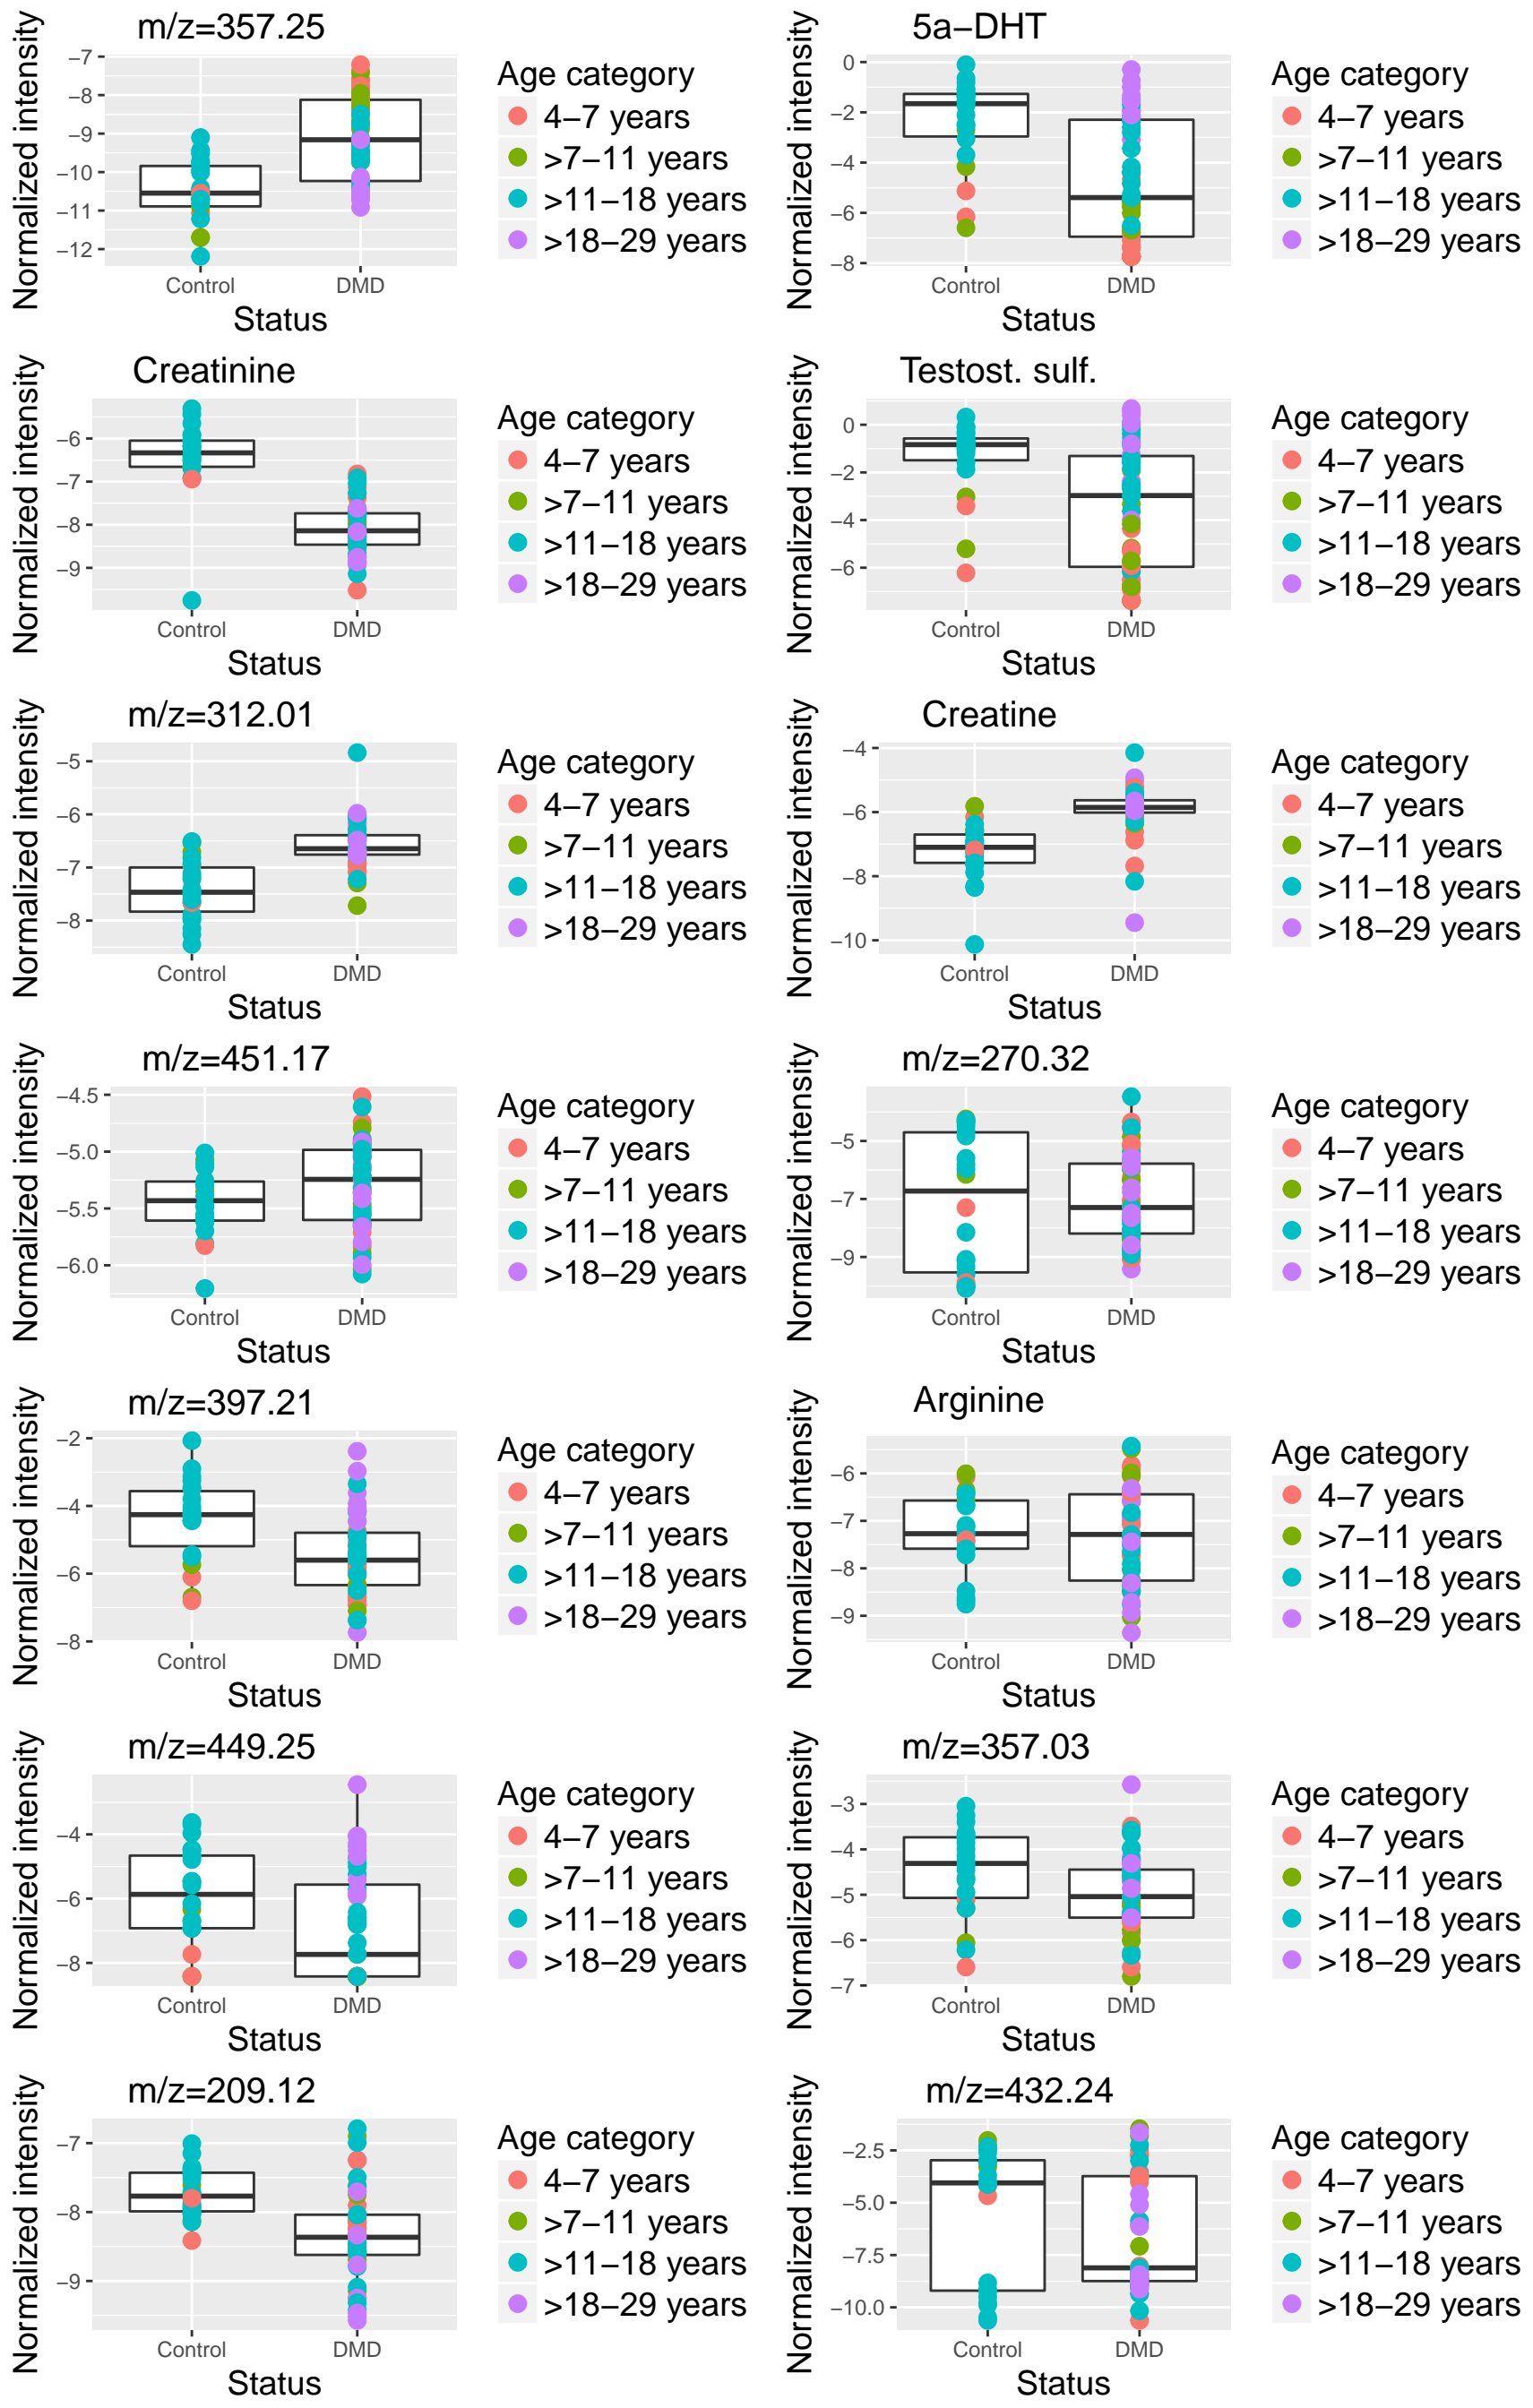 m/z=357.25
Normalized intensity
−7
−8
−9
−10
−11
−12
Control
DMD
Status
Age category
4−7 years
>7−11 years
>11−18 years
>18−29 years
5a−DHT
Normalized intensity
0
−2
−4
−6
−8
Control
DMD
Status
Age category
4−7 years
>7−11 years
>11−18 years
>18−29 years
Creatinine
Normalized intensity
−6
−7
−8
−9
Control
DMD
Status
Age category
4−7 years
>7−11 years
>11−18 years
>18−29 years
Testost. sulf.
Normalized intensity
0
−2
−4
−6
Control
DMD
Status
Age category
4−7 years
>7−11 years
>11−18 years
>18−29 years
m/z=312.01
Normalized intensity
−5
−6
−7
−8
Control
DMD
Status
Age category
4−7 years
>7−11 years
>11−18 years
>18−29 years
Creatine
Normalized intensity
−4
−6
−8
−10
Control
DMD
Status
Age category
4−7 years
>7−11 years
>11−18 years
>18−29 years
m/z=451.17
Normalized intensity
−4.5
−5.0
−5.5
−6.0
Control
DMD
Status
Age category
4−7 years
>7−11 years
>11−18 years
>18−29 years
m/z=270.32
Normalized intensity
−5
−7
−9
Control
DMD
Status
Age category
4−7 years
>7−11 years
>11−18 years
>18−29 years
m/z=397.21
Normalized intensity
−2
−4
−6
−8
Control
DMD
Status
Age category
4−7 years
>7−11 years
>11−18 years
>18−29 years
Arginine
Normalized intensity
−6
−7
−8
−9
Control
DMD
Status
Age category
4−7 years
>7−11 years
>11−18 years
>18−29 years
m/z=449.25
Normalized intensity
−4
−6
−8
Control
DMD
Status
Age category
4−7 years
>7−11 years
>11−18 years
>18−29 years
m/z=357.03
Normalized intensity
−3
−4
−5
−6
−7
Control
DMD
Status
Age category
4−7 years
>7−11 years
>11−18 years
>18−29 years
m/z=209.12
Normalized intensity
−7
−8
−9
Control
DMD
Status
Age category
4−7 years
>7−11 years
>11−18 years
>18−29 years
m/z=432.24
Normalized intensity
−2.5
−5.0
−7.5
−10.0
Control
DMD
Status
Age category
4−7 years
>7−11 years
>11−18 years
>18−29 years